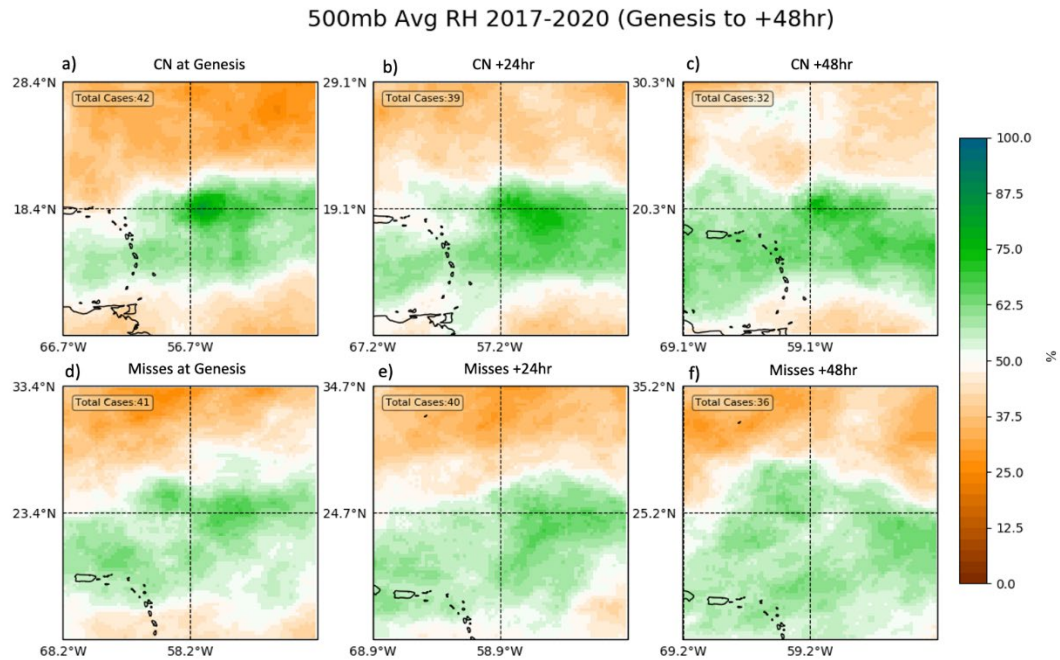 500mb Avg RH 2017-2020 (Genesis to +48hr)
a) CN at Genesis
b) CN +24hr
c) CN +48hr
28.4°N
Total Cases:42
18.4°N
66.7°W 56.7°W
29.1°N
Total Cases:39
19.1°N
67.2°W 57.2°W
30.3°N
Total Cases:32
20.3°N
69.1°W 59.1°W
d) Misses at Genesis
e) Misses +24hr
f) Misses +48hr
33.4°N
Total Cases:41
23.4°N
68.2°W 58.2°W
34.7°N
Total Cases:40
24.7°N
68.9°W 58.9°W
35.2°N
Total Cases:36
25.2°N
69.2°W 59.2°W
100.0
87.5
75.0
62.5
50.0
37.5
25.0
12.5
0.0
%